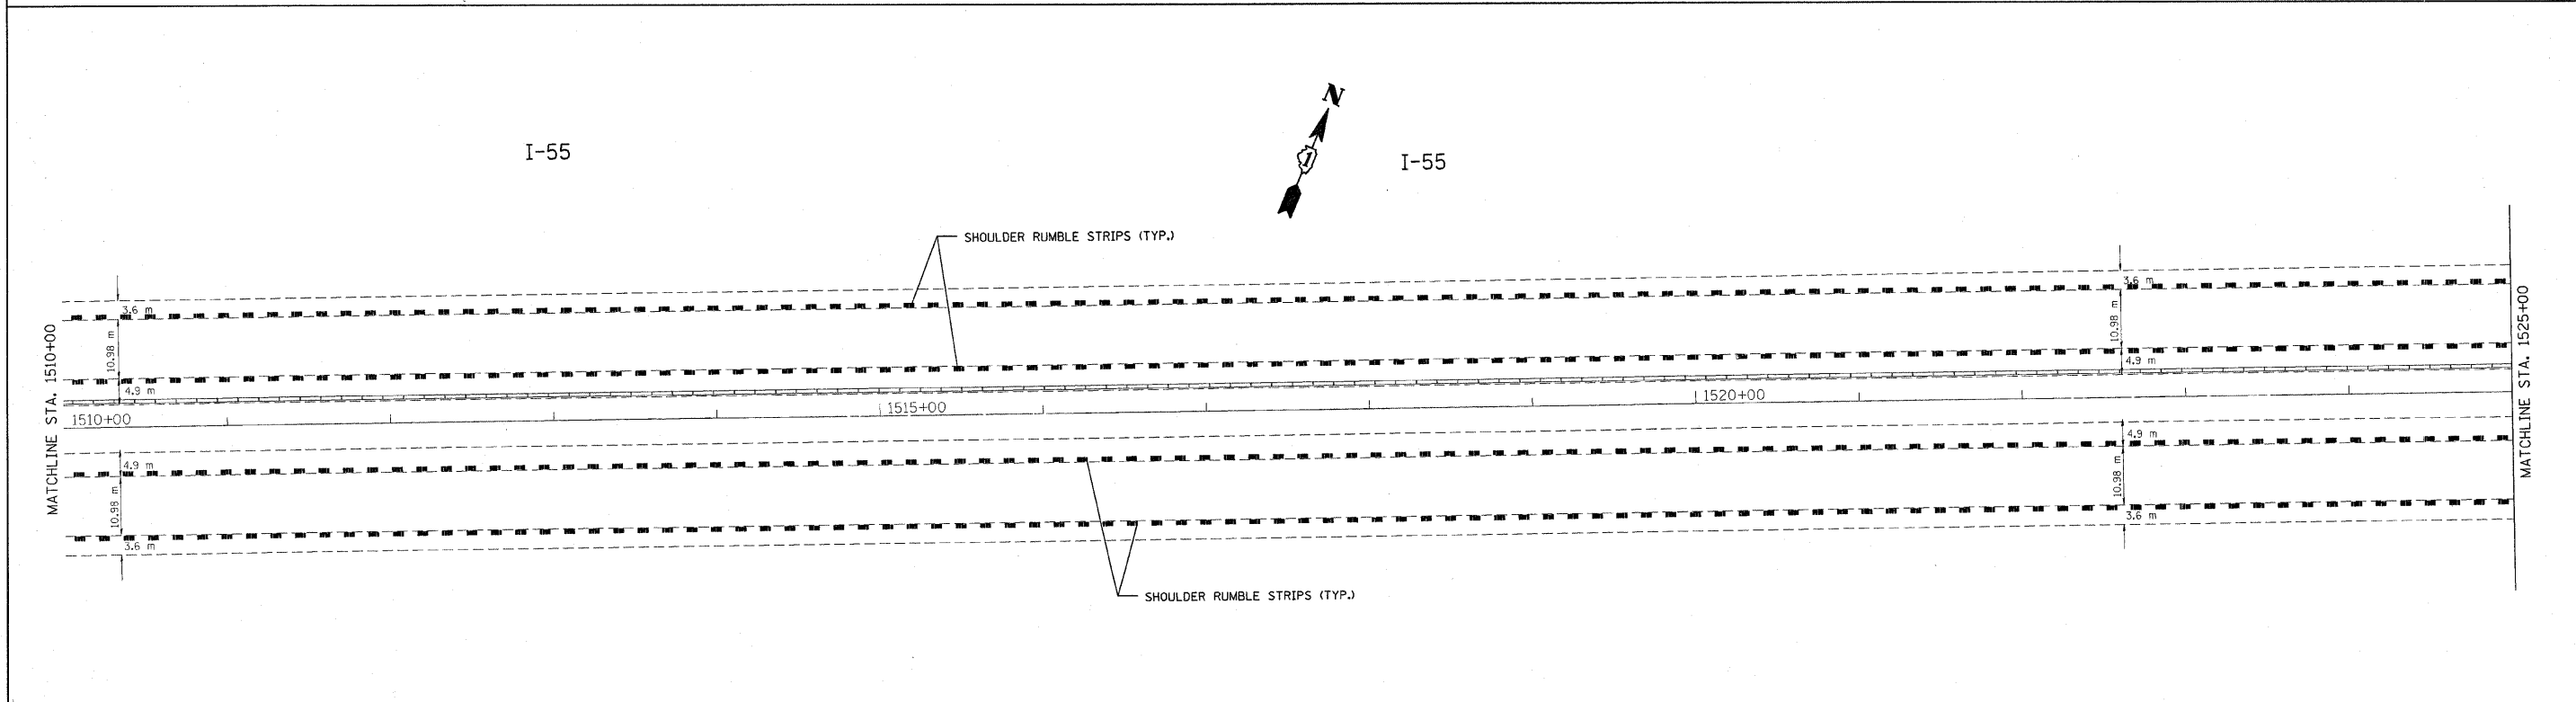 N
1
I-55
I-55
SHOULDER RUMBLE STRIPS (TYP.)
MATCHLINE STA. 1510+00
3.6 m
10.98 m
4.9 m
3.6 m
10.98 m
4.9 m
MATCHLINE STA. 1525+00
1510+00
1515+00
1520+00
4.9 m
10.98 m
3.6 m
4.9 m
10.98 m
3.6 m
SHOULDER RUMBLE STRIPS (TYP.)